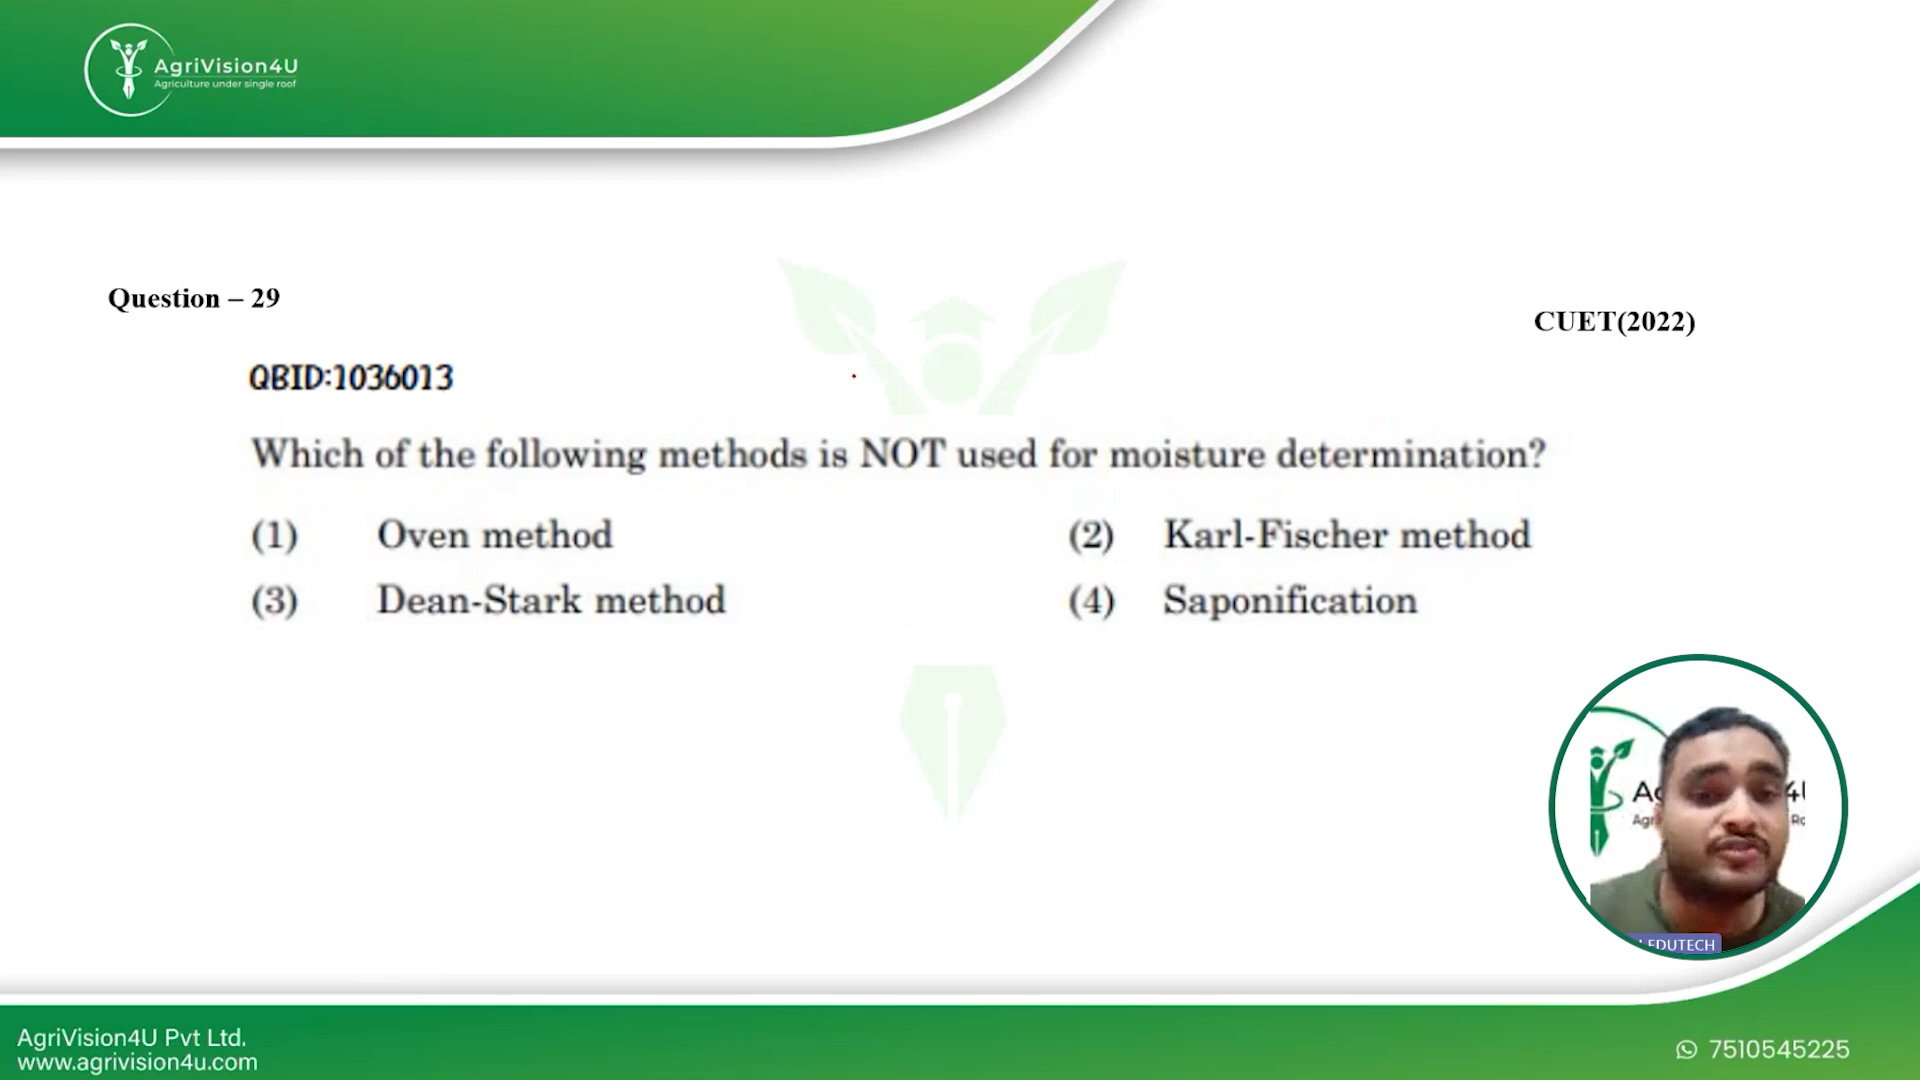 AgriVision4U
Agriculture under single roof
Question – 29
CUET(2022)
QBID:1036013
Which of the following methods is NOT used for moisture determination?
(1) Oven method (2) Karl-Fischer method
(3) Dean-Stark method (4) Saponification
EDUTECH
AgriVision4U Pvt Ltd.
www.agrivision4u.com
7510545225